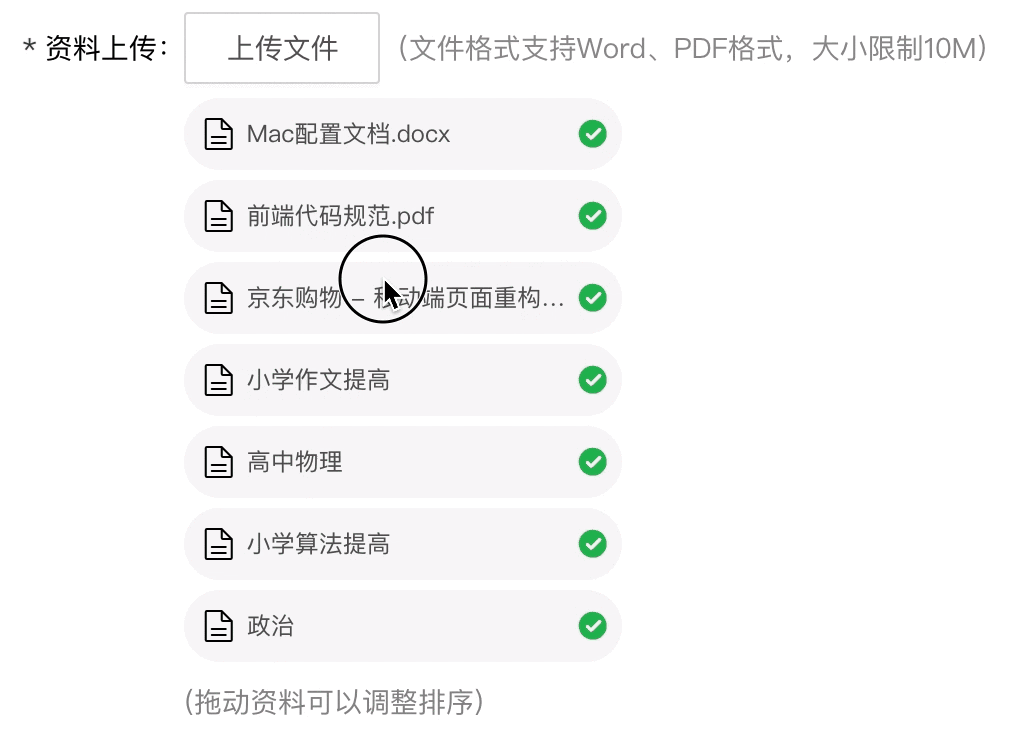 * 资料上传: 上传文件 (文件格式支持Word、PDF格式，大小限制10M)
Mac配置文档.docx
前端代码规范.pdf
京东购物 – 移动端页面重构...
小学作文提高
高中物理
小学算法提高
政治
(拖动资料可以调整排序)